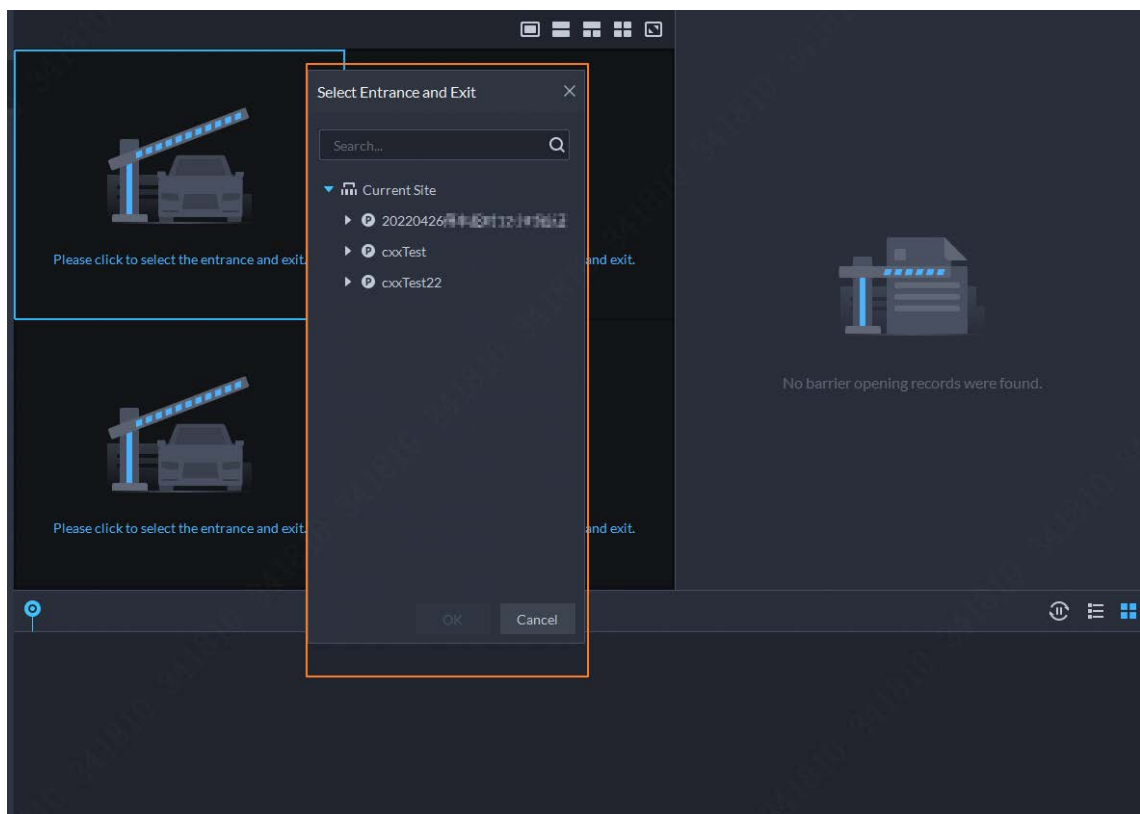 Select Entrance and Exit
Search...
Current Site
20220426
cxxTest
cxxTest22
Please click to select the entrance and exit.
and exit.
No barrier opening records were found.
Please click to select the entrance and exit.
and exit.
OK
Cancel